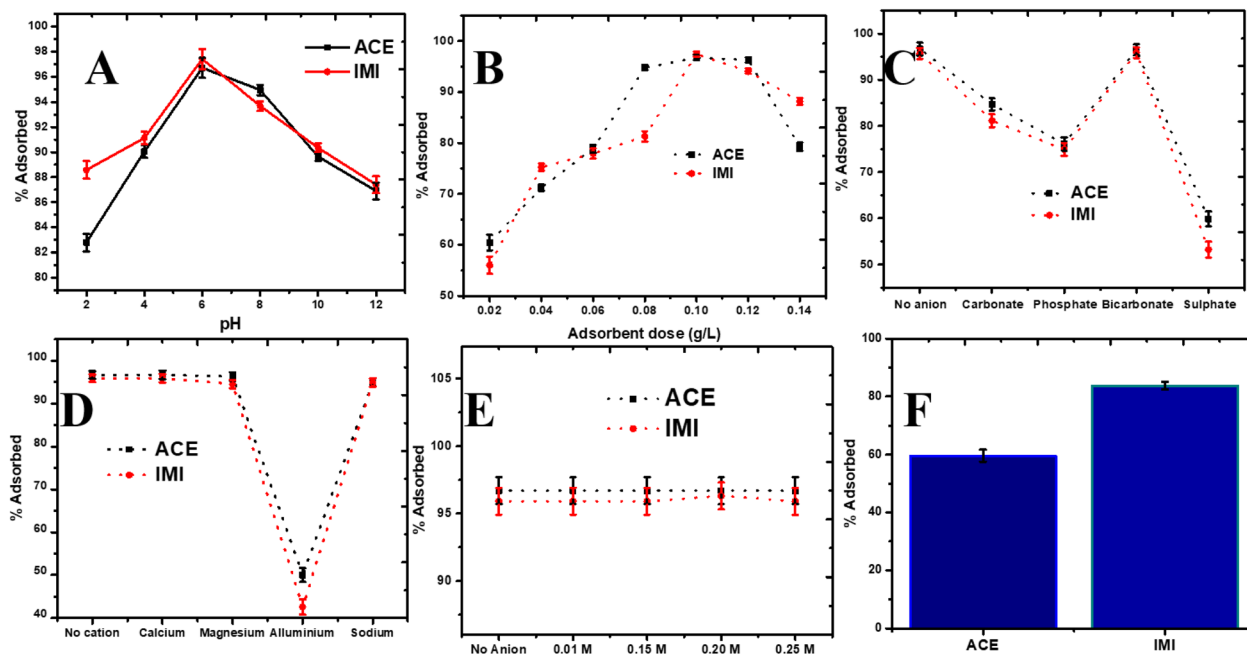 A
ACE
IMI
% Adsorbed
98
96
94
92
90
88
86
84
82
80
2 4 6 8 10 12
pH
B
ACE
IMI
% Adsorbed
100
90
80
70
60
50
0.02 0.04 0.06 0.08 0.10 0.12 0.14
Adsorbent dose (g/L)
C
ACE
IMI
% Adsorbed
100
90
80
70
60
50
No anion Carbonate Phosphate Bicarbonate Sulphate
D
ACE
IMI
% Adsorbed
100
90
80
70
60
50
40
No cation Calcium Magnesium Alluminium Sodium
E
ACE
IMI
% Adsorbed
105
100
95
90
No Anion 0.01 M 0.15 M 0.20 M 0.25 M
F
% Adsorbed
100
80
60
40
20
0
ACE IMI